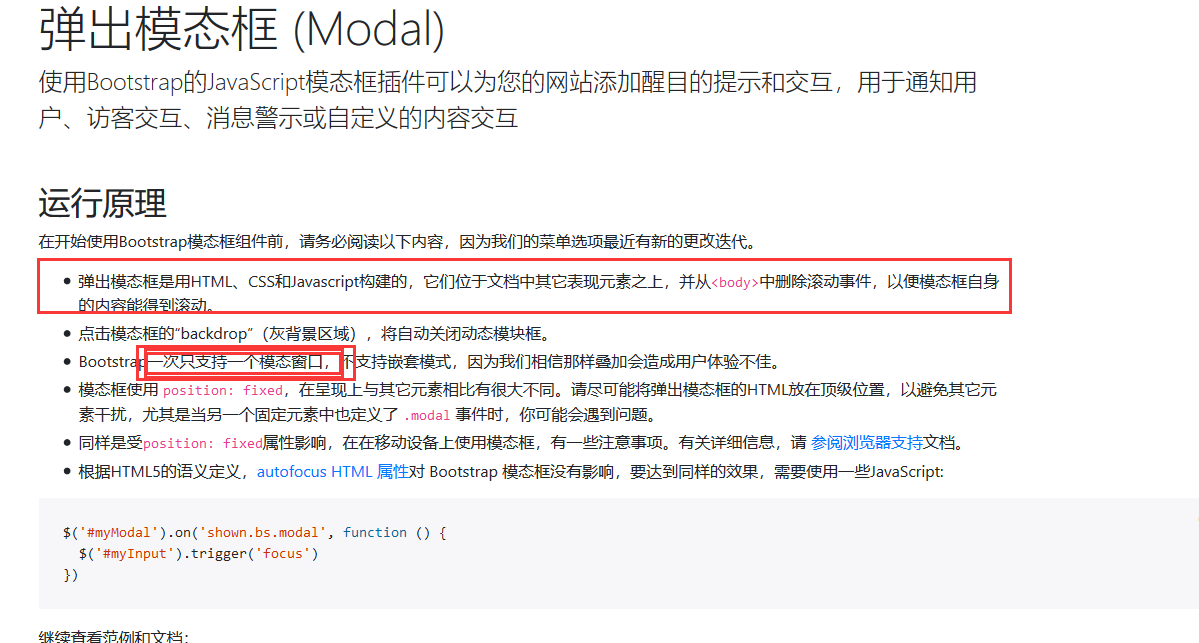 弹出模态框 (Modal)
使用Bootstrap的JavaScript模态框插件可以为您的网站添加醒目的提示和交互，用于通知用
户、访客交互、消息警示或自定义的内容交互
运行原理
在开始使用Bootstrap模态框组件前，请务必阅读以下内容，因为我们的菜单选项最近有新的更改迭代。
弹出模态框是用HTML、CSS和Javascript构建的，它们位于文档中其它表现元素之上，并从<body>中删除滚动事件，以便模态框自身
的内容能得到滚动。
点击模态框的“backdrop”（灰背景区域），将自动关闭动态模块框。
Bootstrap一次只支持一个模态窗口，不支持嵌套模式，因为我们相信那样叠加会造成用户体验不佳。
模态框使用 position: fixed，在呈现上与其它元素相比有很大不同。请尽可能将弹出模态框的HTML放在顶级位置，以避免其它元
素干扰，尤其是当另一个固定元素中也定义了 .modal 事件时，你可能会遇到问题。
同样是受position: fixed属性影响，在在移动设备上使用模态框，有一些注意事项。有关详细信息，请 参阅浏览器支持文档。
根据HTML5的语义定义，autofocus HTML 属性对 Bootstrap 模态框没有影响，要达到同样的效果，需要使用一些JavaScript:
$('#myModal').on('shown.bs.modal', function () {
$('#myInput').trigger('focus')
})
继续查看范例和文档: